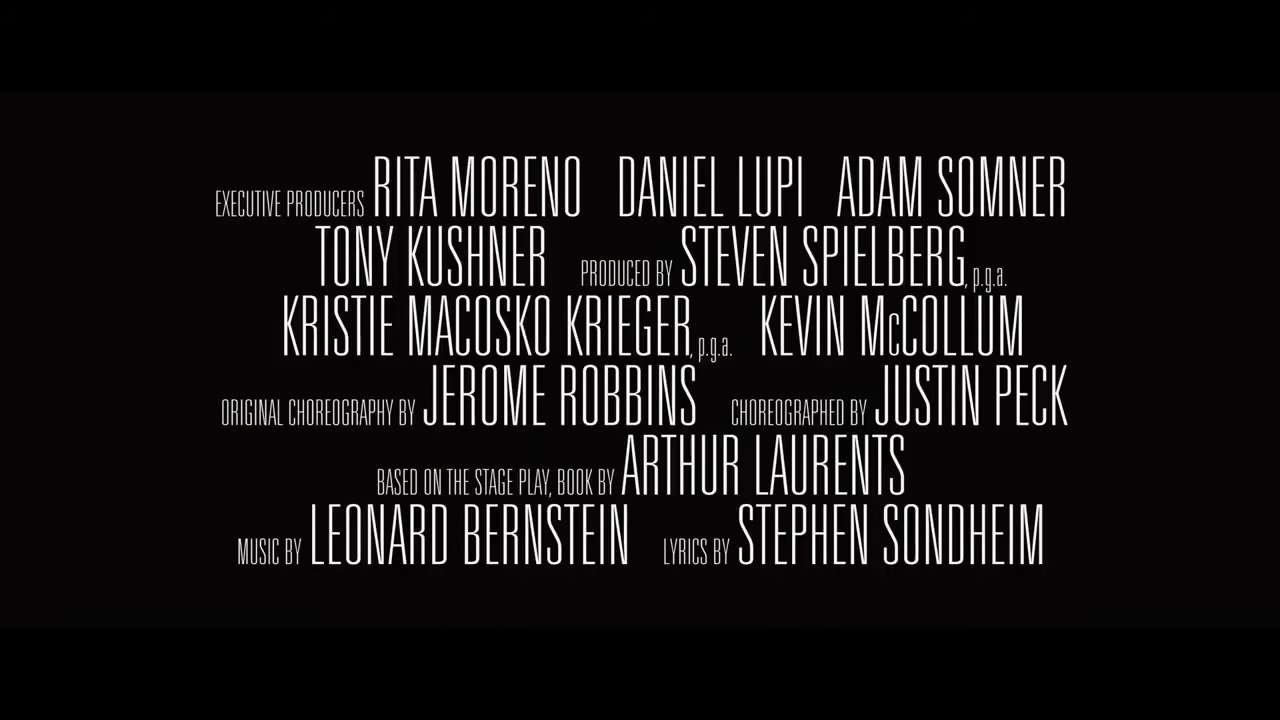 EXECUTIVE PRODUCERS RITA MORENO DANIEL LUPI ADAM SOMNER
TONY KUSHNER PRODUCED BY STEVEN SPIELBERG, p.g.a.
KRISTIE MACOSKO KRIEGER, p.g.a. KEVIN McCOLLUM
ORIGINAL CHOREOGRAPHY BY JEROME ROBBINS CHOREOGRAPHED BY JUSTIN PECK
BASED ON THE STAGE PLAY, BOOK BY ARTHUR LAURENTS
MUSIC BY LEONARD BERNSTEIN LYRICS BY STEPHEN SONDHEIM